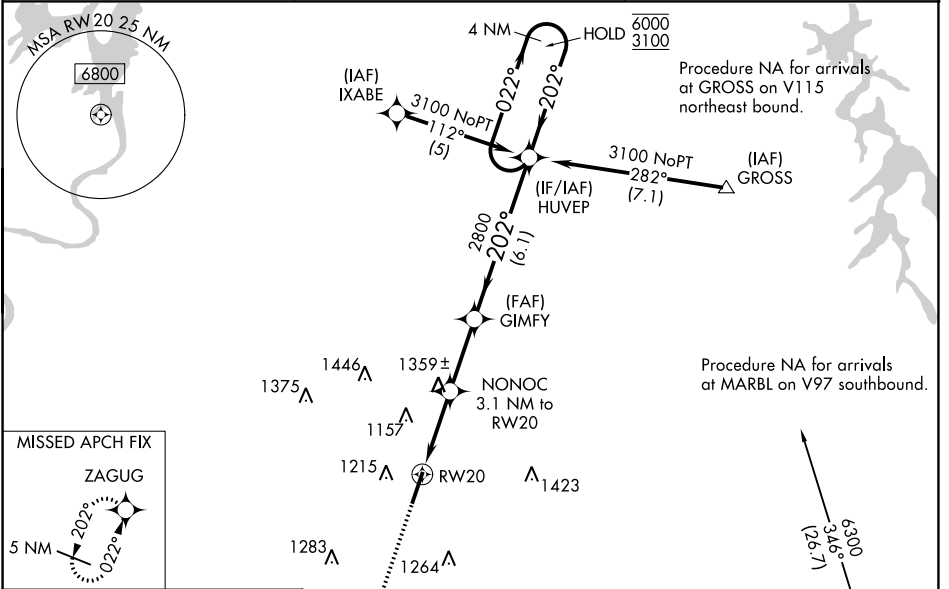 MSA RW20 25 NM
6800
4 NM
HOLD
6000
3100
022°
202°
Procedure NA for arrivals
at GROSS on V115
northeast bound.
(IAF)
IXABE
3100 NoPT
112°
(5)
3100 NoPT
282°
(7.1)
(IAF)
GROSS
(IF/IAF)
HUVEP
2800
202°
(6.1)
(FAF)
GIMFY
1446
1359±
1375
NONOC
3.1 NM to
RW20
1157
Procedure NA for arrivals
at MARBL on V97 southbound.
MISSED APCH FIX
ZAGUG
202°
022°
5 NM
1215
RW20
1423
1283
1264
6300
346°
(26.7)